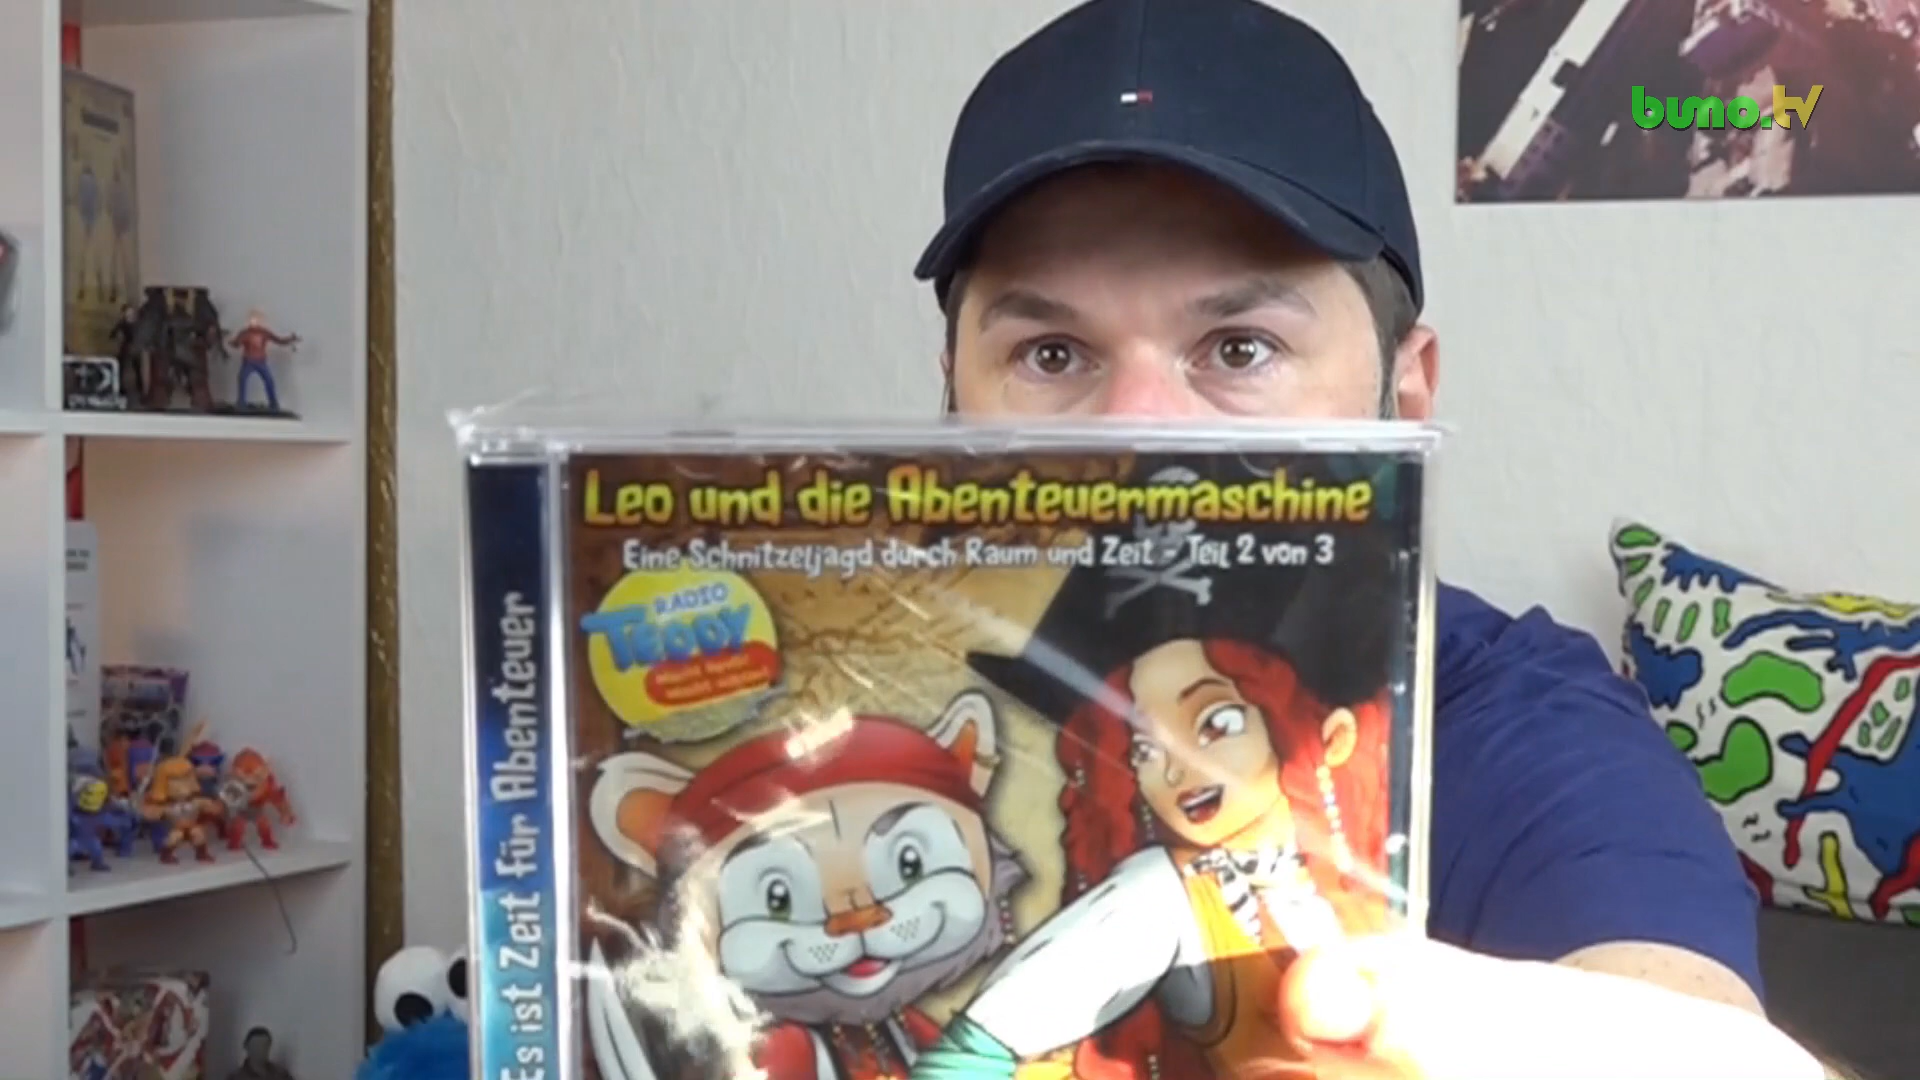 bumo.tv
Leo und die Abenteuermaschine
Eine Schnitzeljagd durch Raum und Zeit - Teil 2 von 3
RADIO
TEDDY
Es ist Zeit für Abenteuer